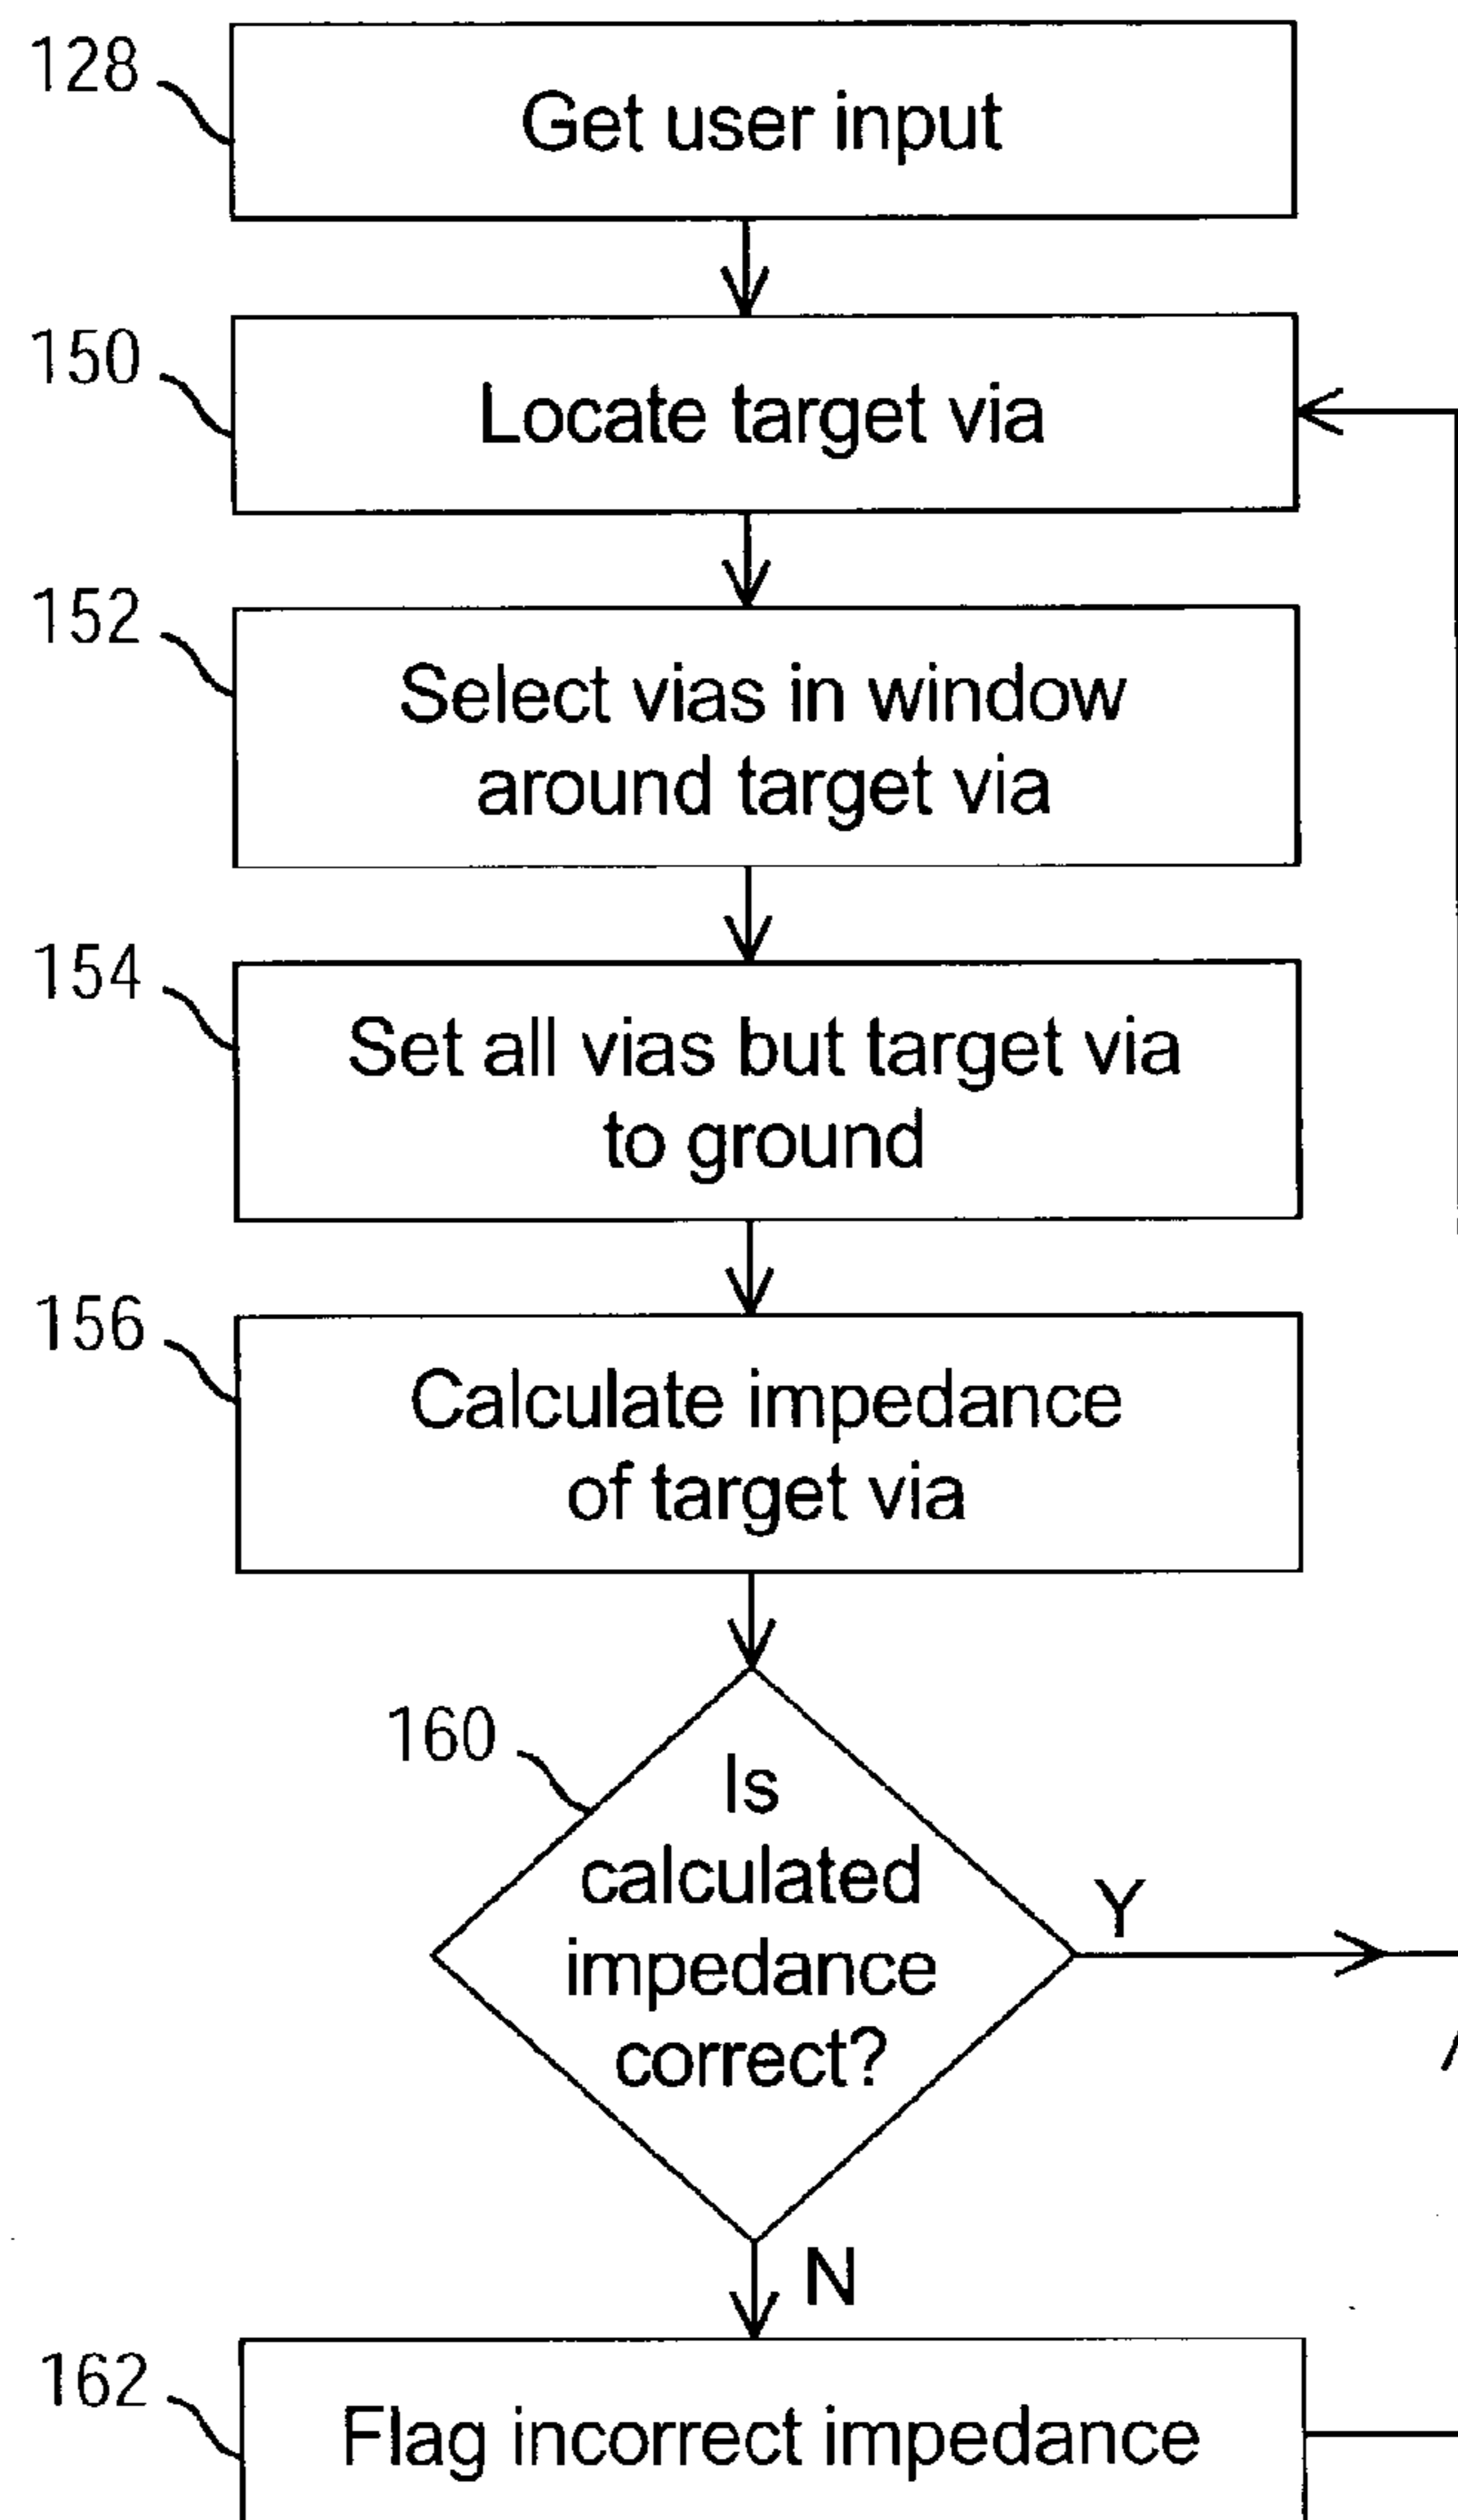 128
Get user input
150
Locate target via
152
Select vias in window
around target via
154
Set all vias but target via
to ground
156
Calculate impedance
of target via
160
Is
calculated
impedance
correct?
Y
N
162
Flag incorrect impedance